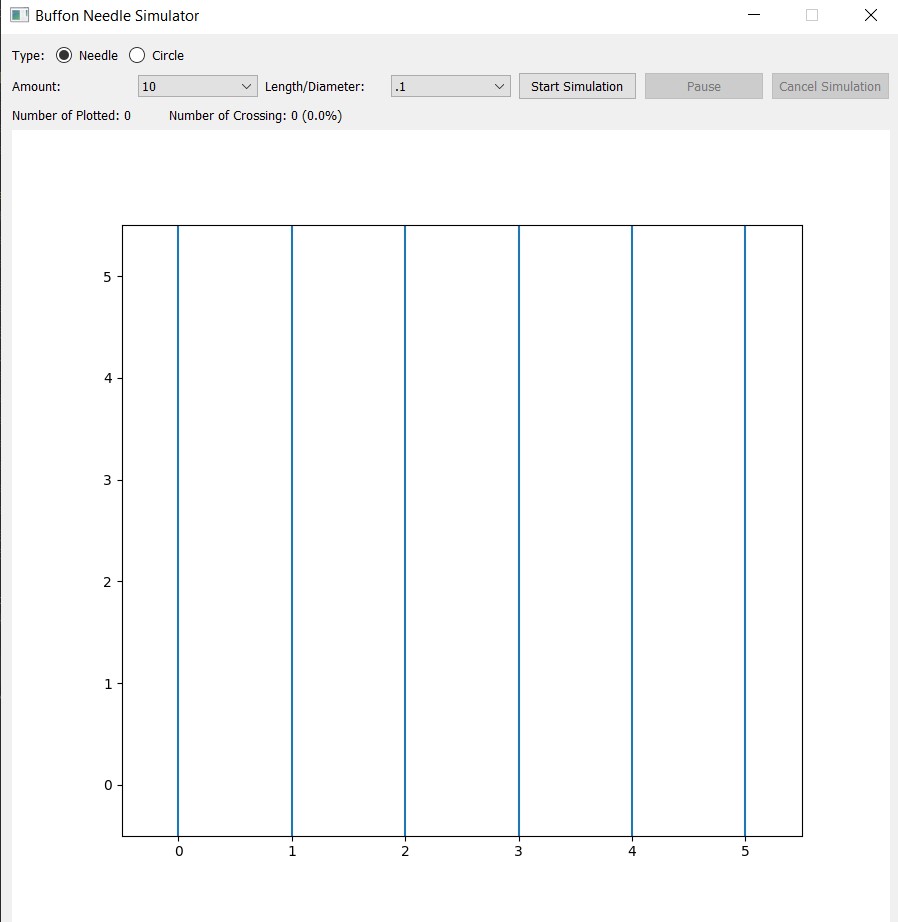 Buffon Needle Simulator
Type: Needle Circle
Amount: 10 Length/Diameter: .1 Start Simulation Pause Cancel Simulation
Number of Plotted: 0 Number of Crossing: 0 (0.0%)
5
4
3
2
1
0
0 1 2 3 4 5